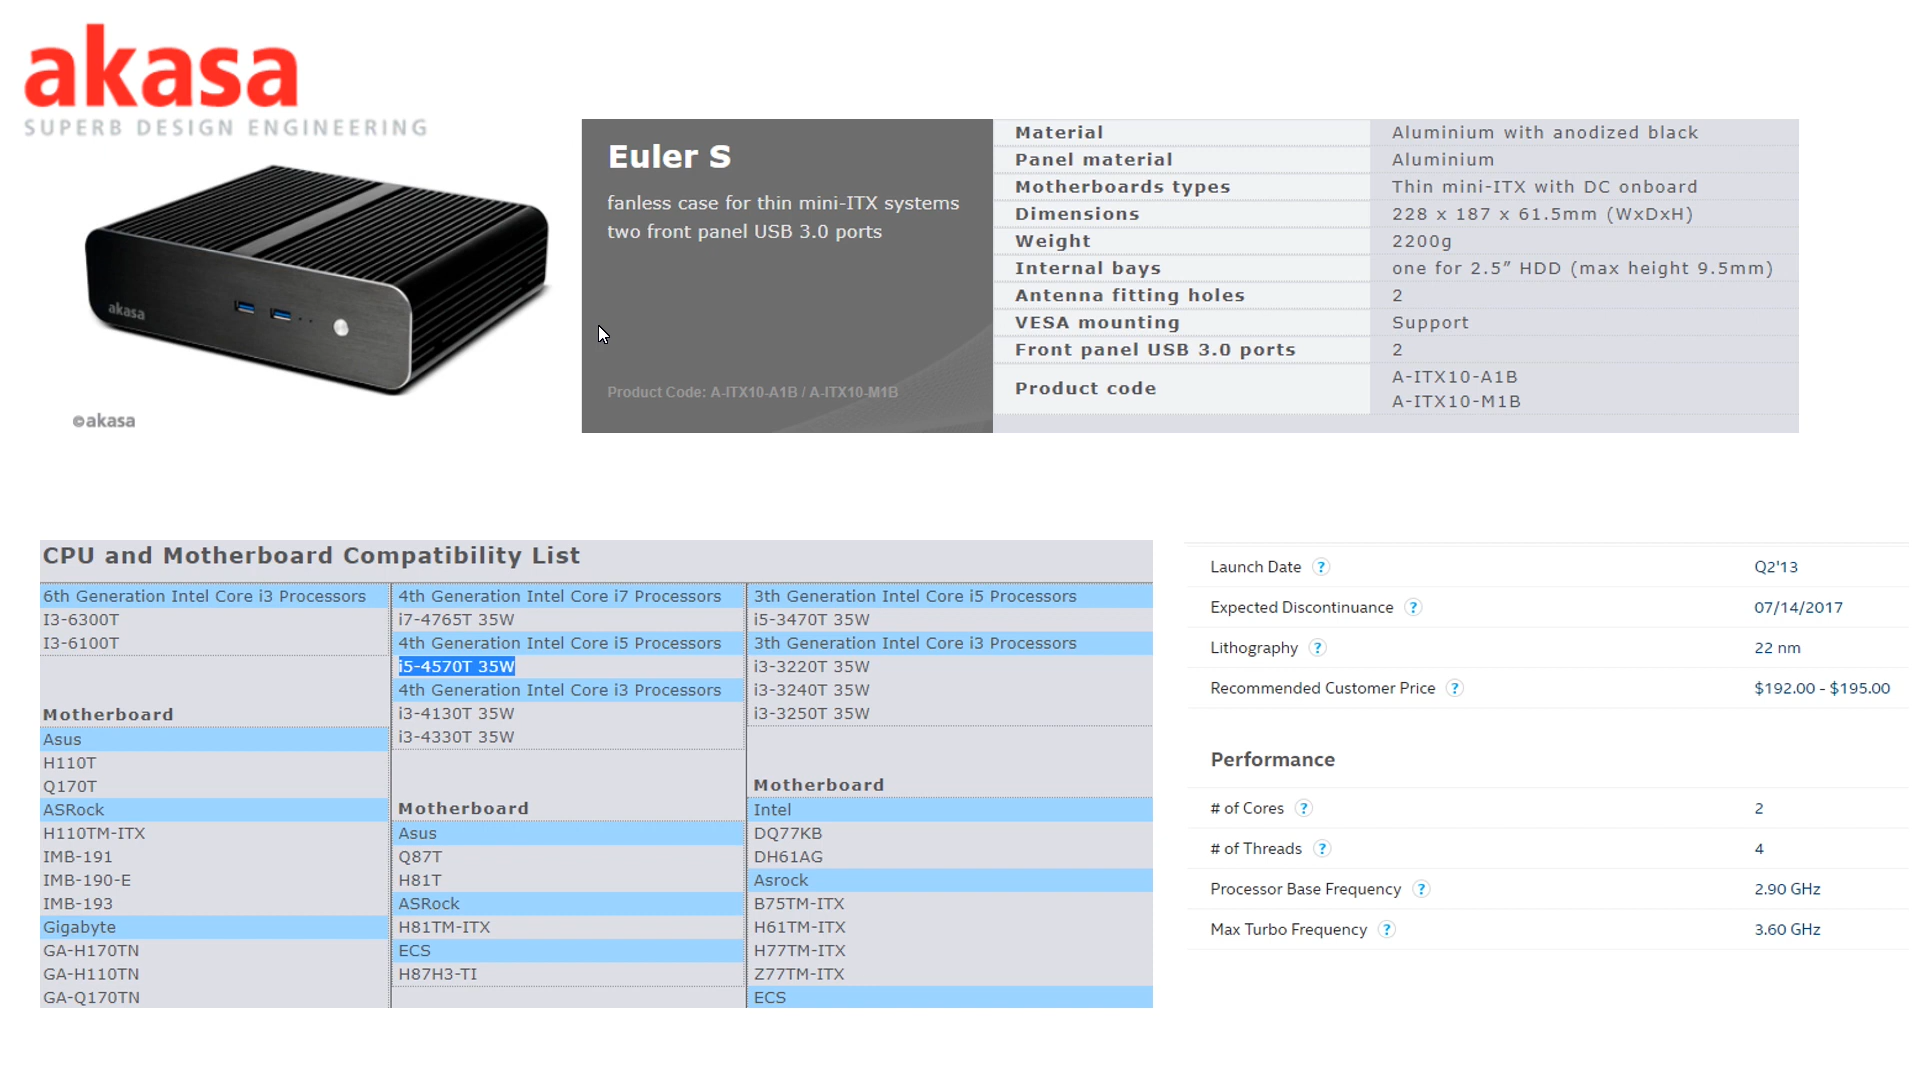 akasa
SUPERB DESIGN ENGINEERING
akasa
©akasa
Euler S
fanless case for thin mini-ITX systems
two front panel USB 3.0 ports
Product Code: A-ITX10-A1B / A-ITX10-M1B
Material Aluminium with anodized black
Panel material Aluminium
Motherboards types Thin mini-ITX with DC onboard
Dimensions 228 x 187 x 61.5mm (WxDxH)
Weight 2200g
Internal bays one for 2.5” HDD (max height 9.5mm)
Antenna fitting holes 2
VESA mounting Support
Front panel USB 3.0 ports 2
Product code A-ITX10-A1B
A-ITX10-M1B
CPU and Motherboard Compatibility List
6th Generation Intel Core i3 Processors
I3-6300T
I3-6100T
Motherboard
Asus
H110T
Q170T
ASRock
H110TM-ITX
IMB-191
IMB-190-E
IMB-193
Gigabyte
GA-H170TN
GA-H110TN
GA-Q170TN
4th Generation Intel Core i7 Processors
i7-4765T 35W
4th Generation Intel Core i5 Processors
i5-4570T 35W
4th Generation Intel Core i3 Processors
i3-4130T 35W
i3-4330T 35W
Motherboard
Asus
Q87T
H81T
ASRock
H81TM-ITX
ECS
H87H3-TI
3th Generation Intel Core i5 Processors
i5-3470T 35W
3th Generation Intel Core i3 Processors
i3-3220T 35W
i3-3240T 35W
i3-3250T 35W
Motherboard
Intel
DQ77KB
DH61AG
Asrock
B75TM-ITX
H61TM-ITX
H77TM-ITX
Z77TM-ITX
ECS
Launch Date ? Q2'13
Expected Discontinuance ? 07/14/2017
Lithography ? 22 nm
Recommended Customer Price ? $192.00 - $195.00
Performance
# of Cores ? 2
# of Threads ? 4
Processor Base Frequency ? 2.90 GHz
Max Turbo Frequency ? 3.60 GHz